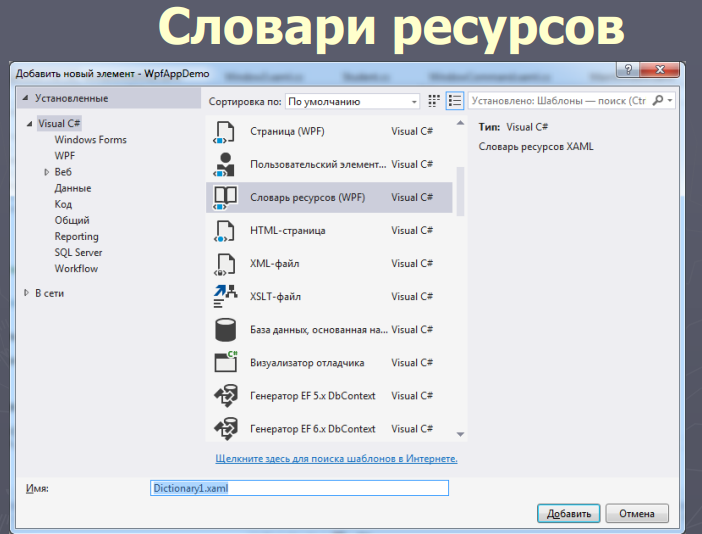 Словари ресурсов
Добавить новый элемент - WpfAppDemo
Установленные
Сортировка по: По умолчанию
Установлено: Шаблоны — поиск (Ctr
Visual C#
Windows Forms
WPF
Веб
Данные
Код
Общий
Reporting
SQL Server
Workflow
В сети
Страница (WPF) Visual C#
Пользовательский элемент... Visual C#
Словарь ресурсов (WPF) Visual C#
HTML-страница Visual C#
XML-файл Visual C#
XSLT-файл Visual C#
База данных, основанная на... Visual C#
Визуализатор отладчика Visual C#
Генератор EF 5.x DbContext Visual C#
Генератор EF 6.x DbContext Visual C#
Щелкните здесь для поиска шаблонов в Интернете.
Тип: Visual C#
Словарь ресурсов XAML
Имя: Dictionary1.xaml
Добавить Отмена